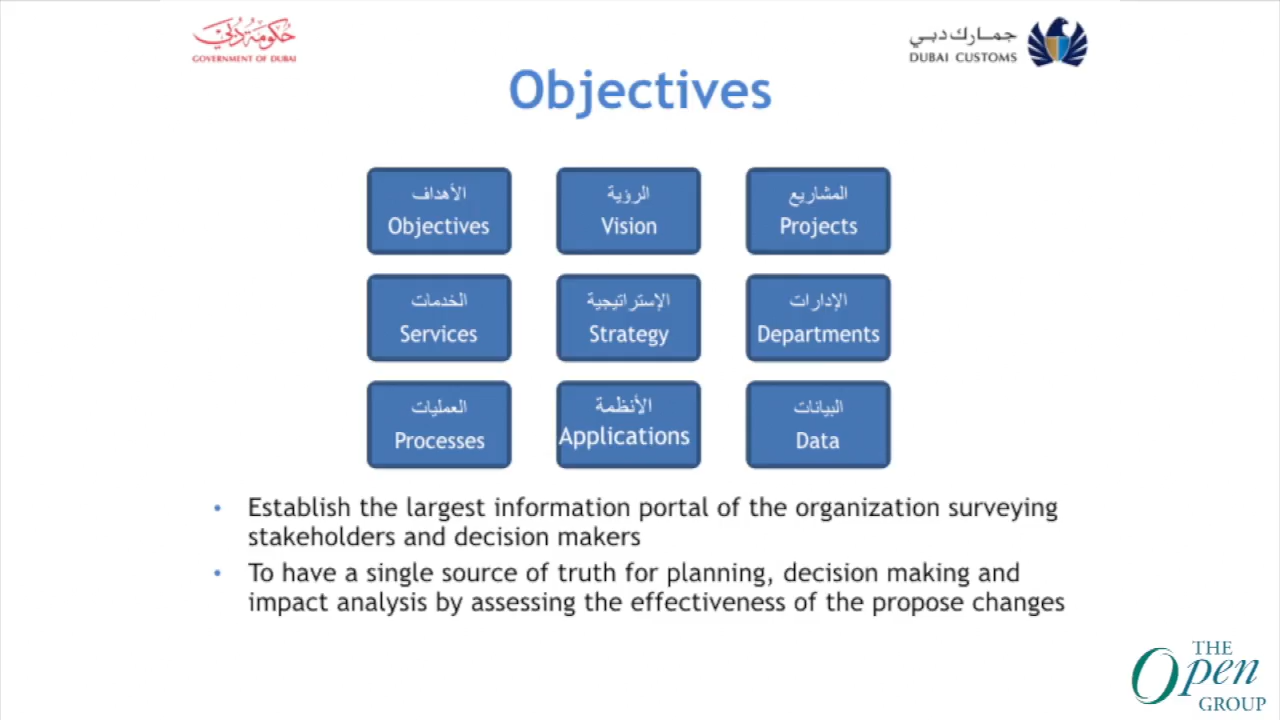 حكومة دبي
GOVERNMENT OF DUBAI
جمارك دبي
DUBAI CUSTOMS
Objectives
الأهداف
Objectives
الرؤية
Vision
المشاريع
Projects
الخدمات
Services
الإستراتيجية
Strategy
الإدارات
Departments
العمليات
Processes
الأنظمة
Applications
البيانات
Data
• Establish the largest information portal of the organization surveying
stakeholders and decision makers
• To have a single source of truth for planning, decision making and
impact analysis by assessing the effectiveness of the propose changes
THE
Open
GROUP